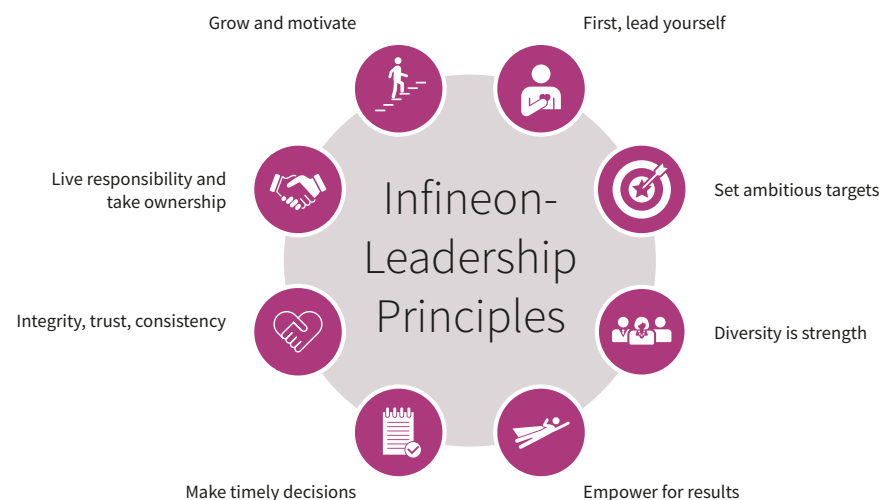 Grow and motivate
First, lead yourself
Live responsibility and
take ownership
Set ambitious targets
Infineon-
Leadership
Principles
Integrity, trust, consistency
Diversity is strength
Make timely decisions
Empower for results